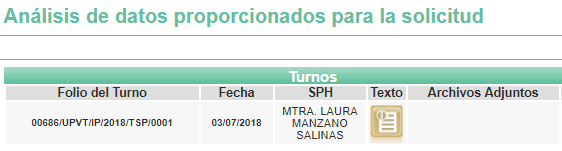 Análisis de datos proporcionados para la solicitud
Turnos
Folio del Turno Fecha SPH Texto Archivos Adjuntos
00686/UPVT/IP/2018/TSP/0001 03/07/2018 MTRA. LAURA
MANZANO
SALINAS